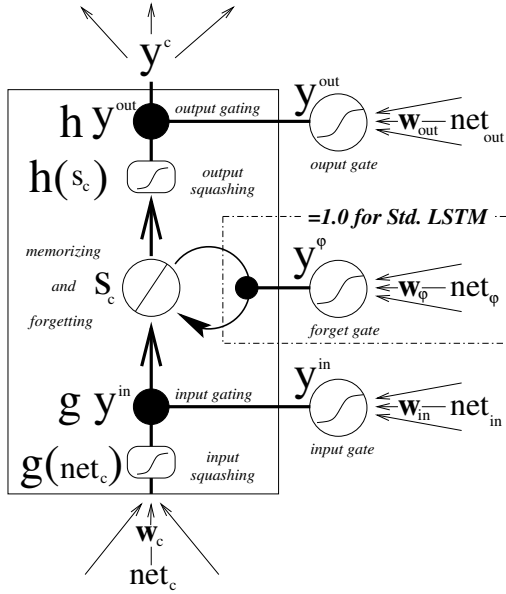 y^c
h y^out output gating y^out
w_out net_out
h(s_c) output squashing ouput gate
=1.0 for Std. LSTM
memorizing and forgetting
s_c
y^φ
w_φ net_φ
forget gate
g y^in input gating y^in
w_in net_in
g(net_c) input squashing input gate
w_c
net_c